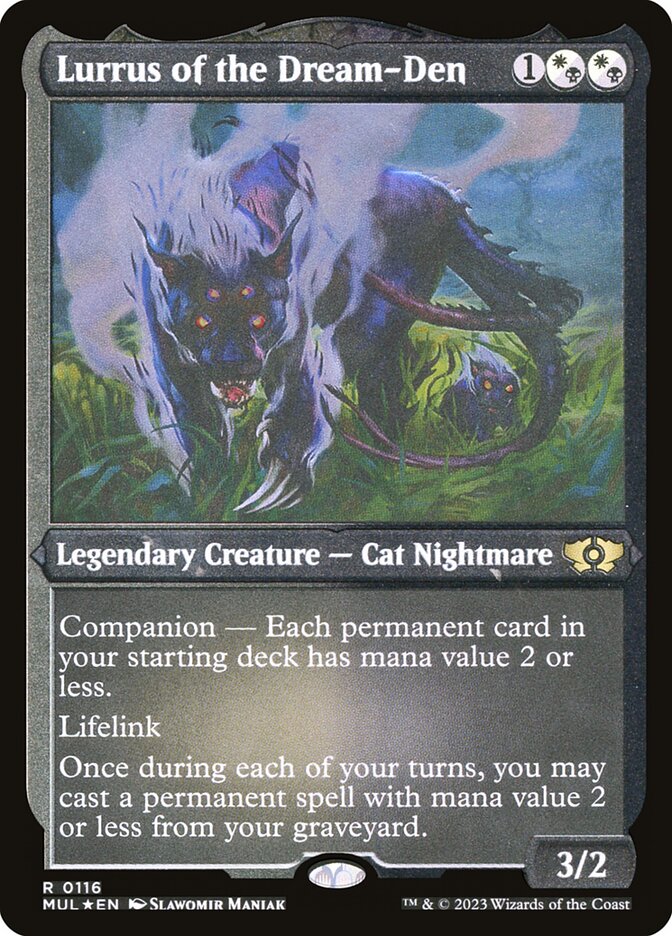 Lurrus of the Dream-Den 1
Legendary Creature — Cat Nightmare
Companion — Each permanent card in
your starting deck has mana value 2 or
less.
Lifelink
Once during each of your turns, you may
cast a permanent spell with mana value 2
or less from your graveyard.
3/2
R 0116
MUL★EN Slawomir Maniak ™ & © 2023 Wizards of the Coast